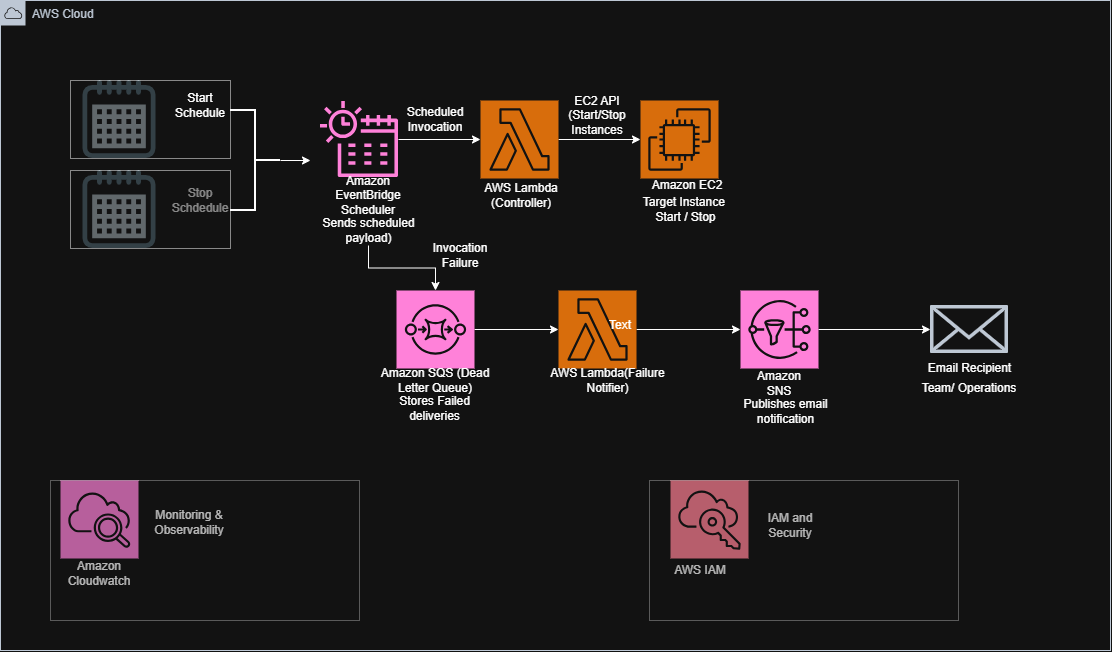 AWS Cloud
Start
Schedule
Stop
Schdedule
Amazon
EventBridge
Scheduler
Sends scheduled
payload)
Scheduled
Invocation
AWS Lambda
(Controller)
EC2 API
(Start/Stop
Instances
Amazon EC2
Target Instance
Start / Stop
Invocation
Failure
Amazon SQS (Dead
Letter Queue)
Stores Failed
deliveries
Text
AWS Lambda(Failure
Notifier)
Amazon
SNS
Publishes email
notification
Email Recipient
Team/ Operations
Monitoring &
Observability
Amazon
Cloudwatch
IAM and
Security
AWS IAM